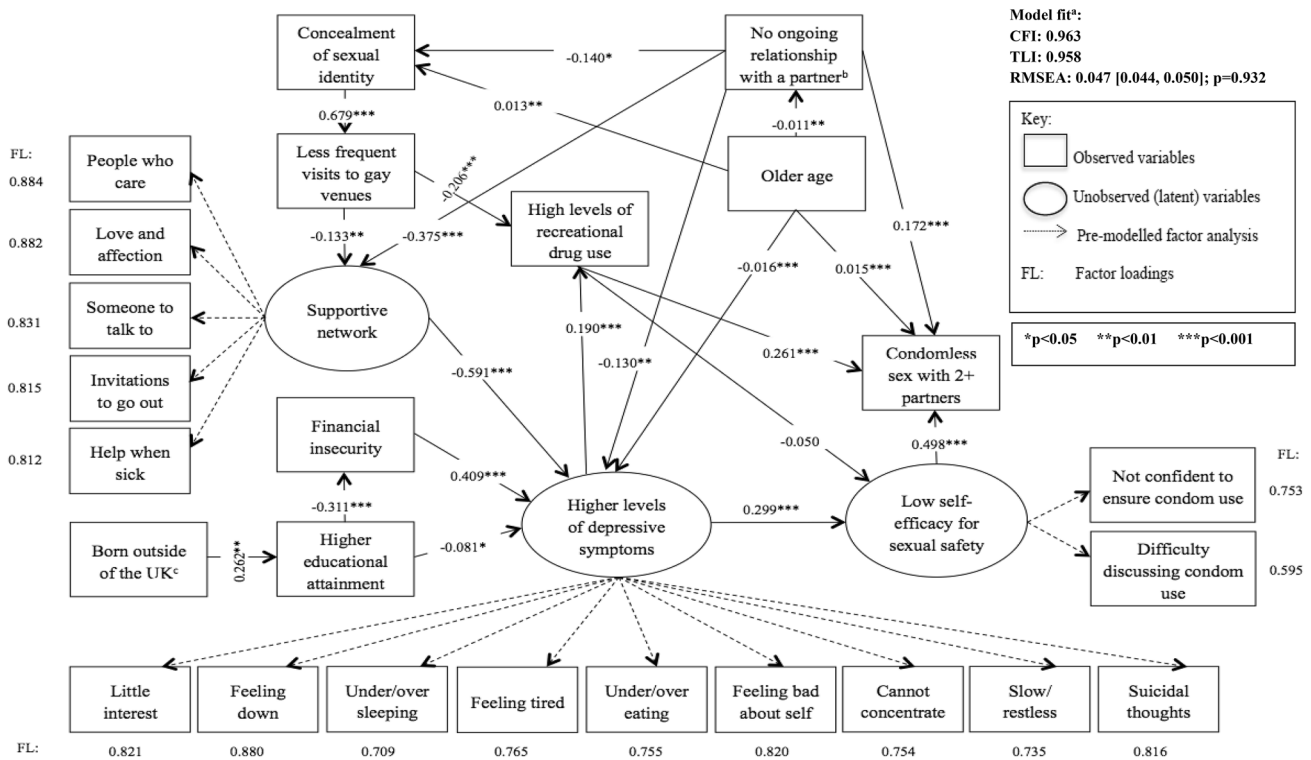 Model fitᵃ:
CFI: 0.963
TLI: 0.958
RMSEA: 0.047 [0.044, 0.050]; p=0.932
Key:
Observed variables
Unobserved (latent) variables
Pre-modelled factor analysis
FL: Factor loadings
*p<0.05 **p<0.01 ***p<0.001
Concealment
of sexual
identity
No ongoing
relationship
with a partnerᵇ
-0.140*
0.013**
-0.011**
0.679***
Less frequent
visits to gay
venues
Older age
-0.206***
-0.133**
-0.375***
High levels of
recreational
drug use
0.172***
-0.016***
0.015***
FL:
0.884
People who
care
0.882
Love and
affection
0.831
Someone to
talk to
0.815
Invitations
to go out
0.812
Help when
sick
Supportive
network
0.190***
-0.130**
0.261***
Condomless
sex with 2+
partners
-0.591***
Financial
insecurity
0.409***
-0.050
0.498***
-0.311***
Born outside
of the UKᶜ
0.262**
Higher
educational
attainment
-0.081*
Higher levels
of depressive
symptoms
0.299***
Low self-
efficacy for
sexual safety
FL:
Not confident to
ensure condom use
0.753
Difficulty
discussing condom
use
0.595
Little
interest
Feeling
down
Under/over
sleeping
Feeling tired
Under/over
eating
Feeling bad
about self
Cannot
concentrate
Slow/
restless
Suicidal
thoughts
FL: 0.821 0.880 0.709 0.765 0.755 0.820 0.754 0.735 0.816